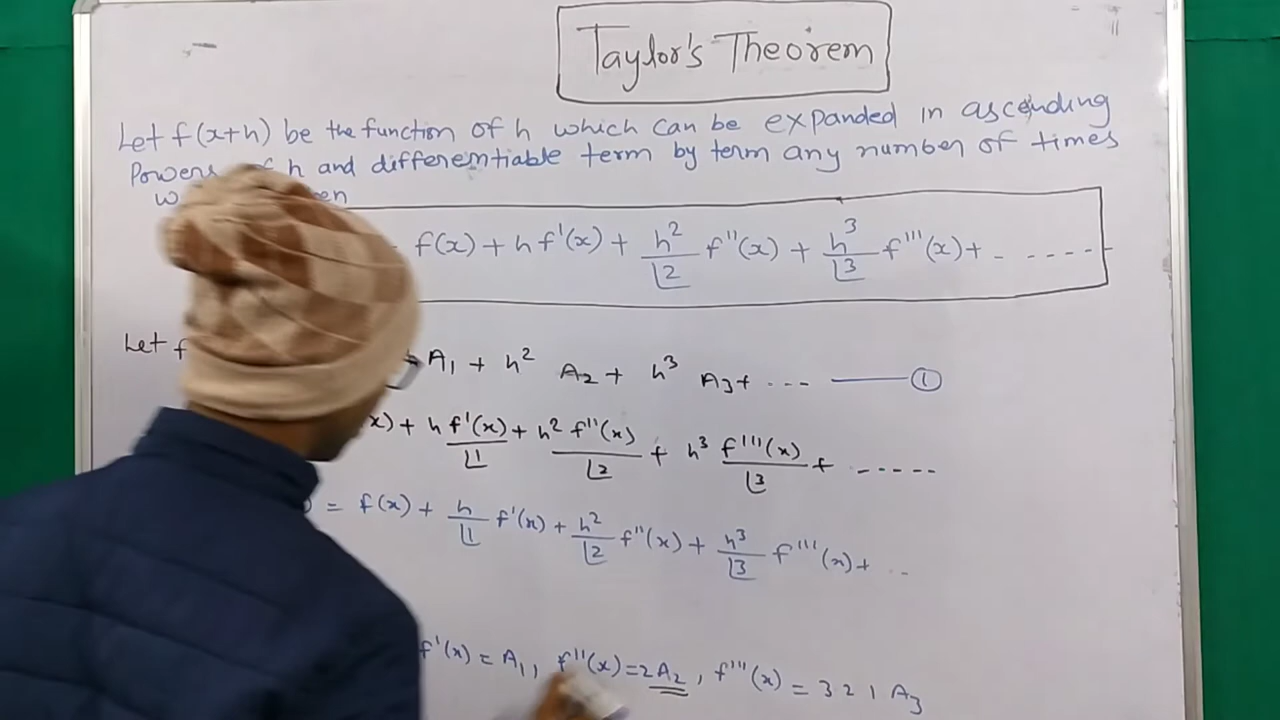 Taylor's Theorem
Let f(x+h) be the function of h which can be expanded in ascending
Powers of h and differentiable term by term any number of times
f(x) + h f'(x) + h²/⌊2 f''(x) + h³/⌊3 f'''(x) + - - - - - -
Let f A₁ + h² A₂ + h³ A₃ + --- ——— ①
x) + h f'(x)/⌊1 + h² f''(x)/⌊2 + h³ f'''(x)/⌊3 + - - - - -
= f(x) + h/⌊1 f'(x) + h²/⌊2 f''(x) + h³/⌊3 f'''(x) + ..
f'(x) = A₁, f''(x) = 2A₂, f'''(x) = 3 2 1 A₃